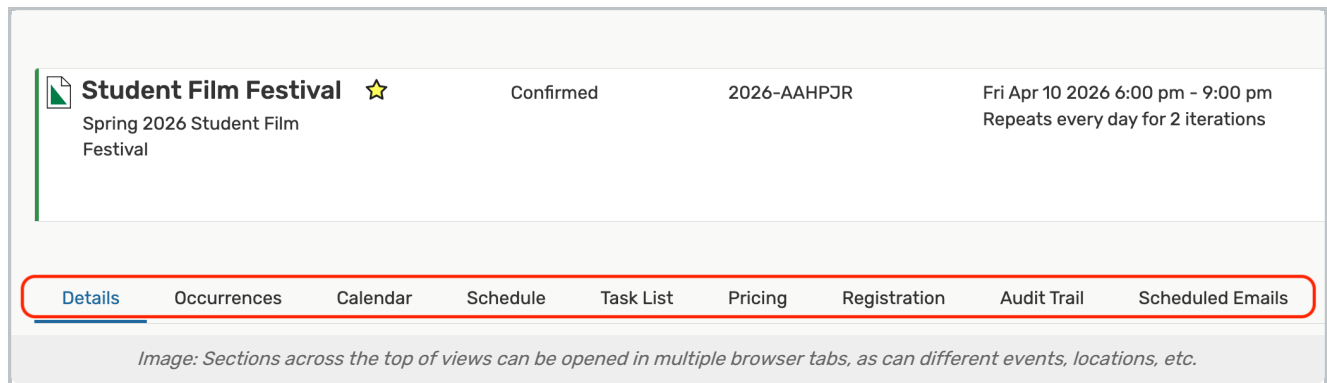 Student Film Festival
Spring 2026 Student Film
Festival
Confirmed
2026-AAHPJR
Fri Apr 10 2026 6:00 pm - 9:00 pm
Repeats every day for 2 iterations
Details Occurrences Calendar Schedule Task List Pricing Registration Audit Trail Scheduled Emails
Image: Sections across the top of views can be opened in multiple browser tabs, as can different events, locations, etc.